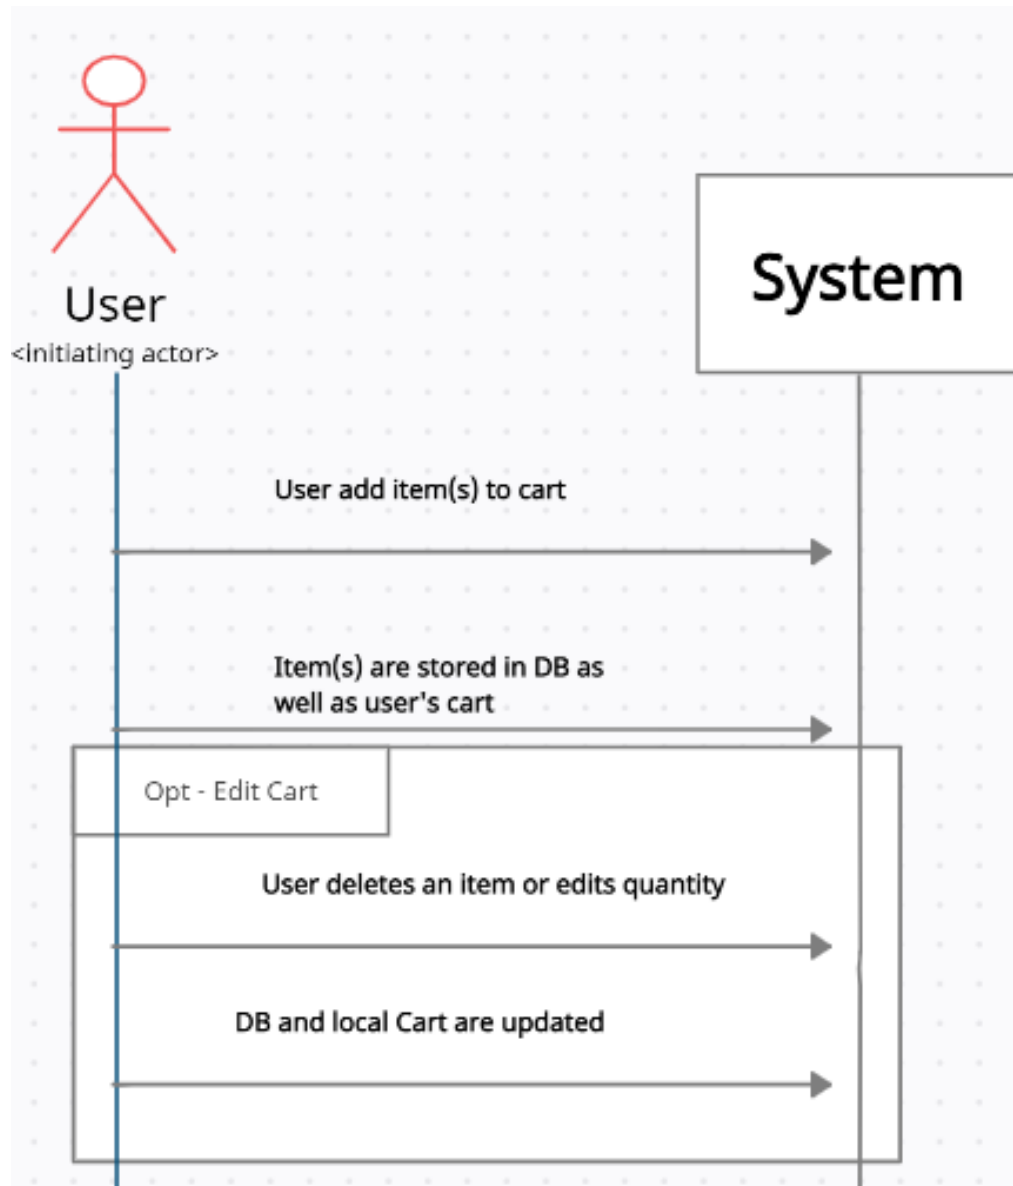 User
<initiating actor>
System
User add item(s) to cart
Item(s) are stored in DB as
well as user's cart
Opt - Edit Cart
User deletes an item or edits quantity
DB and local Cart are updated